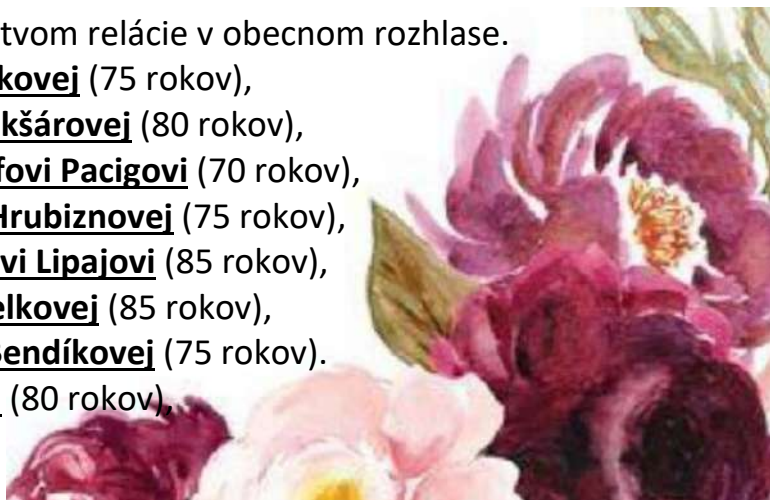 tvom relácie v obecnom rozhlase.
kovej (75 rokov),
kšárovej (80 rokov),
fovi Pacigovi (70 rokov),
Hrubiznovej (75 rokov),
vi Lipajovi (85 rokov),
elkovej (85 rokov),
Bendíkovej (75 rokov).
(80 rokov),